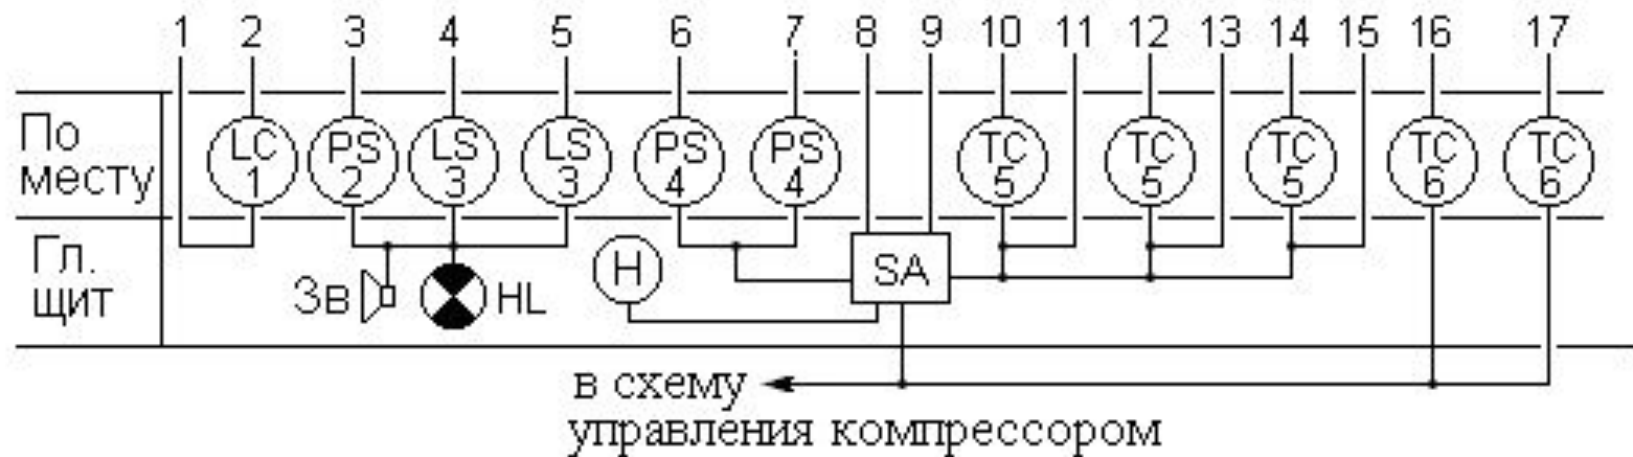 1 2 3 4 5 6 7 8 9 10 11 12 13 14 15 16 17
По
месту
LC
1
PS
2
LS
3
LS
3
PS
4
PS
4
TC
5
TC
5
TC
5
TC
6
TC
6
Гл.
щит
Зв
HL
H
SA
в схему
управления компрессором